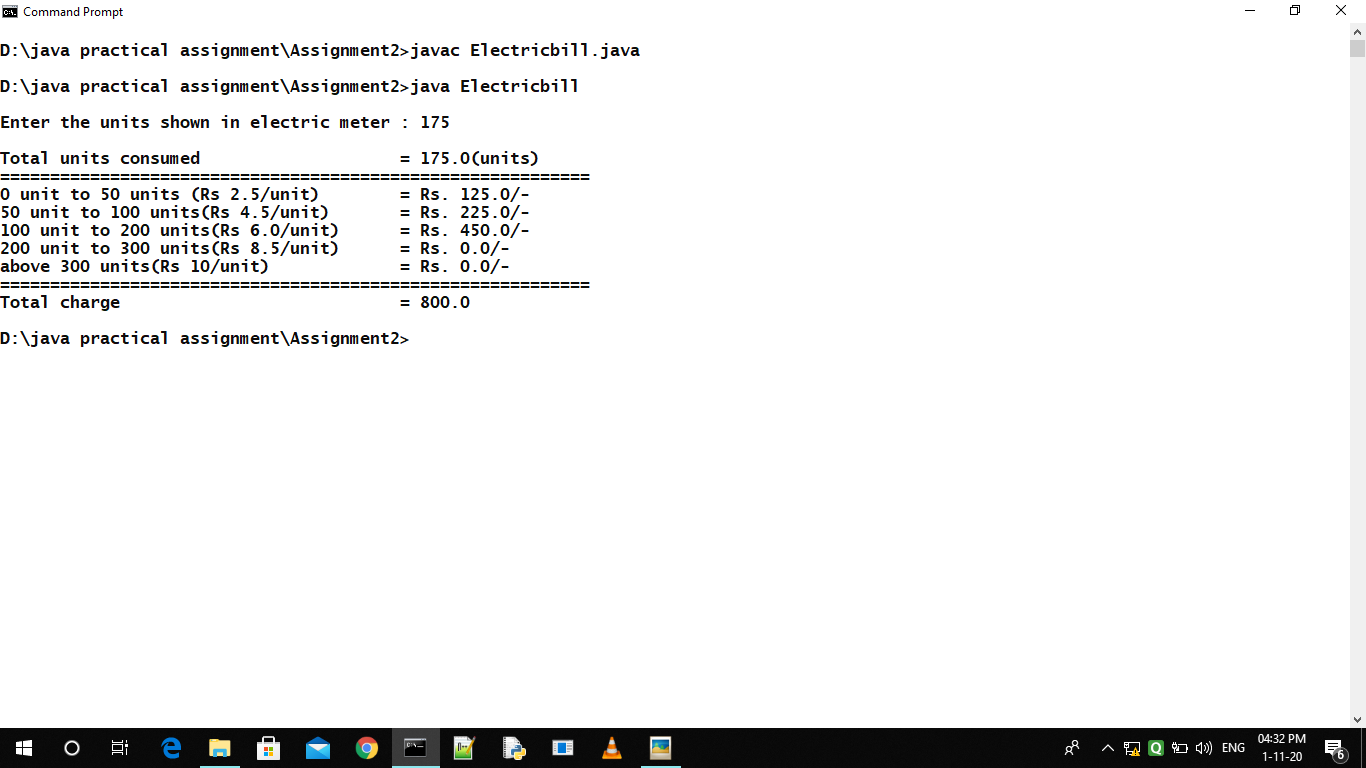 Command Prompt
D:\java practical assignment\Assignment2>javac Electricbill.java
D:\java practical assignment\Assignment2>java Electricbill
Enter the units shown in electric meter : 175
Total units consumed                    = 175.0(units)
===========================================================
0 unit to 50 units (Rs 2.5/unit)        = Rs. 125.0/-
50 unit to 100 units(Rs 4.5/unit)       = Rs. 225.0/-
100 unit to 200 units(Rs 6.0/unit)      = Rs. 450.0/-
200 unit to 300 units(Rs 8.5/unit)      = Rs. 0.0/-
above 300 units(Rs 10/unit)             = Rs. 0.0/-
===========================================================
Total charge                            = 800.0
D:\java practical assignment\Assignment2>
ENG
04:32 PM
1-11-20
6